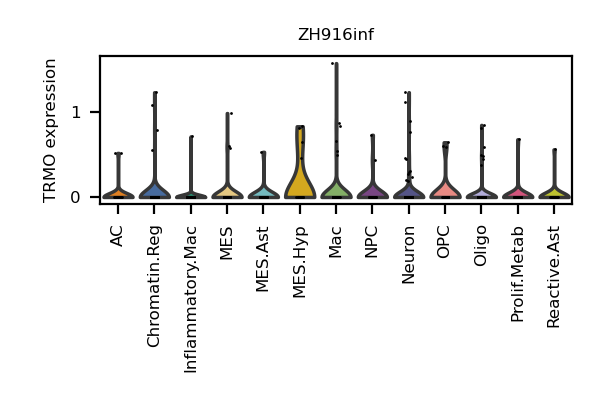 ZH916inf
TRMO expression
1
0
AC
Chromatin.Reg
Inflammatory.Mac
MES
MES.Ast
MES.Hyp
Mac
NPC
Neuron
OPC
Oligo
Prolif.Metab
Reactive.Ast